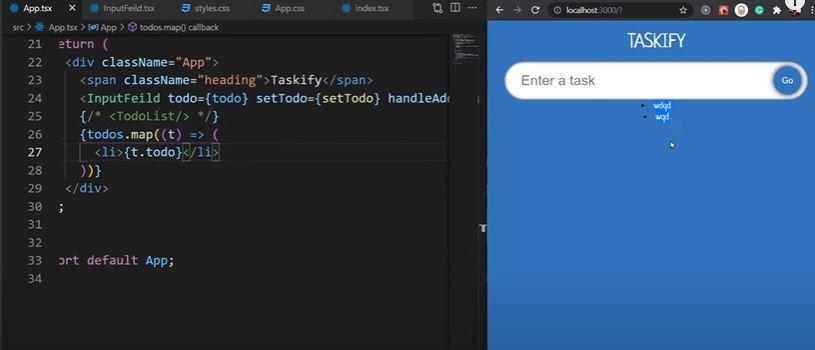 App.tsx X InputFeild.tsx styles.css App.css index.tsx
src > App.tsx > App > todos.map() callback
21 eturn (
22 <div className="App">
23 <span className="heading">Taskify</span>
24 <InputFeild todo={todo} setTodo={setTodo} handleAdd
25 {/* <TodoList/> */}
26 {todos.map((t) => (
27 <li>{t.todo}</li>
28 ))}
29 </div>
30 ;
31
32
33 ort default App;
34
localhost:3000/?
TASKIFY
Enter a task
Go
wdqd
wqd
T